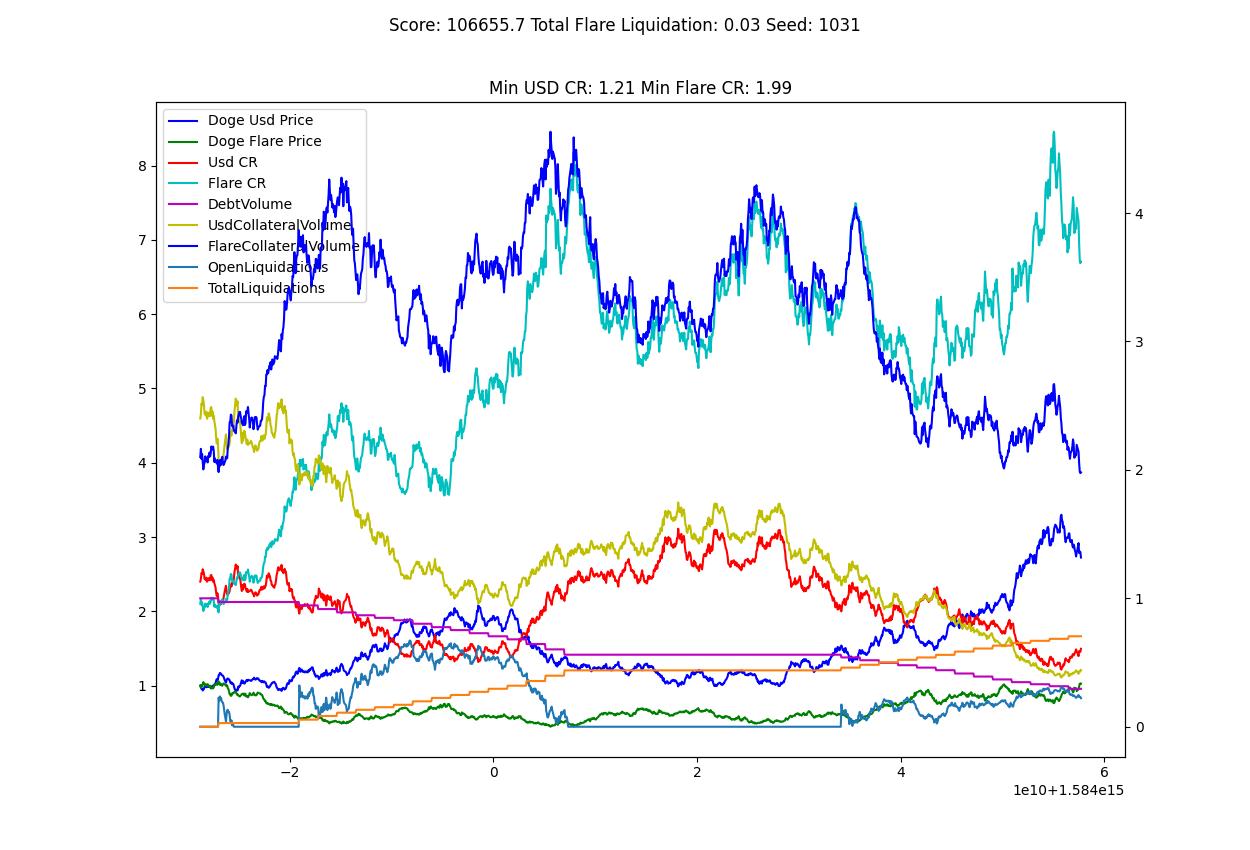 Score: 106655.7 Total Flare Liquidation: 0.03 Seed: 1031
Min USD CR: 1.21 Min Flare CR: 1.99
Doge Usd Price
Doge Flare Price
Usd CR
Flare CR
DebtVolume
UsdCollateralVolume
FlareCollateralVolume
OpenLiquidations
TotalLiquidations
8
7
6
5
4
3
2
1
4
3
2
1
0
−2
0
2
4
6
1e10+1.584e15